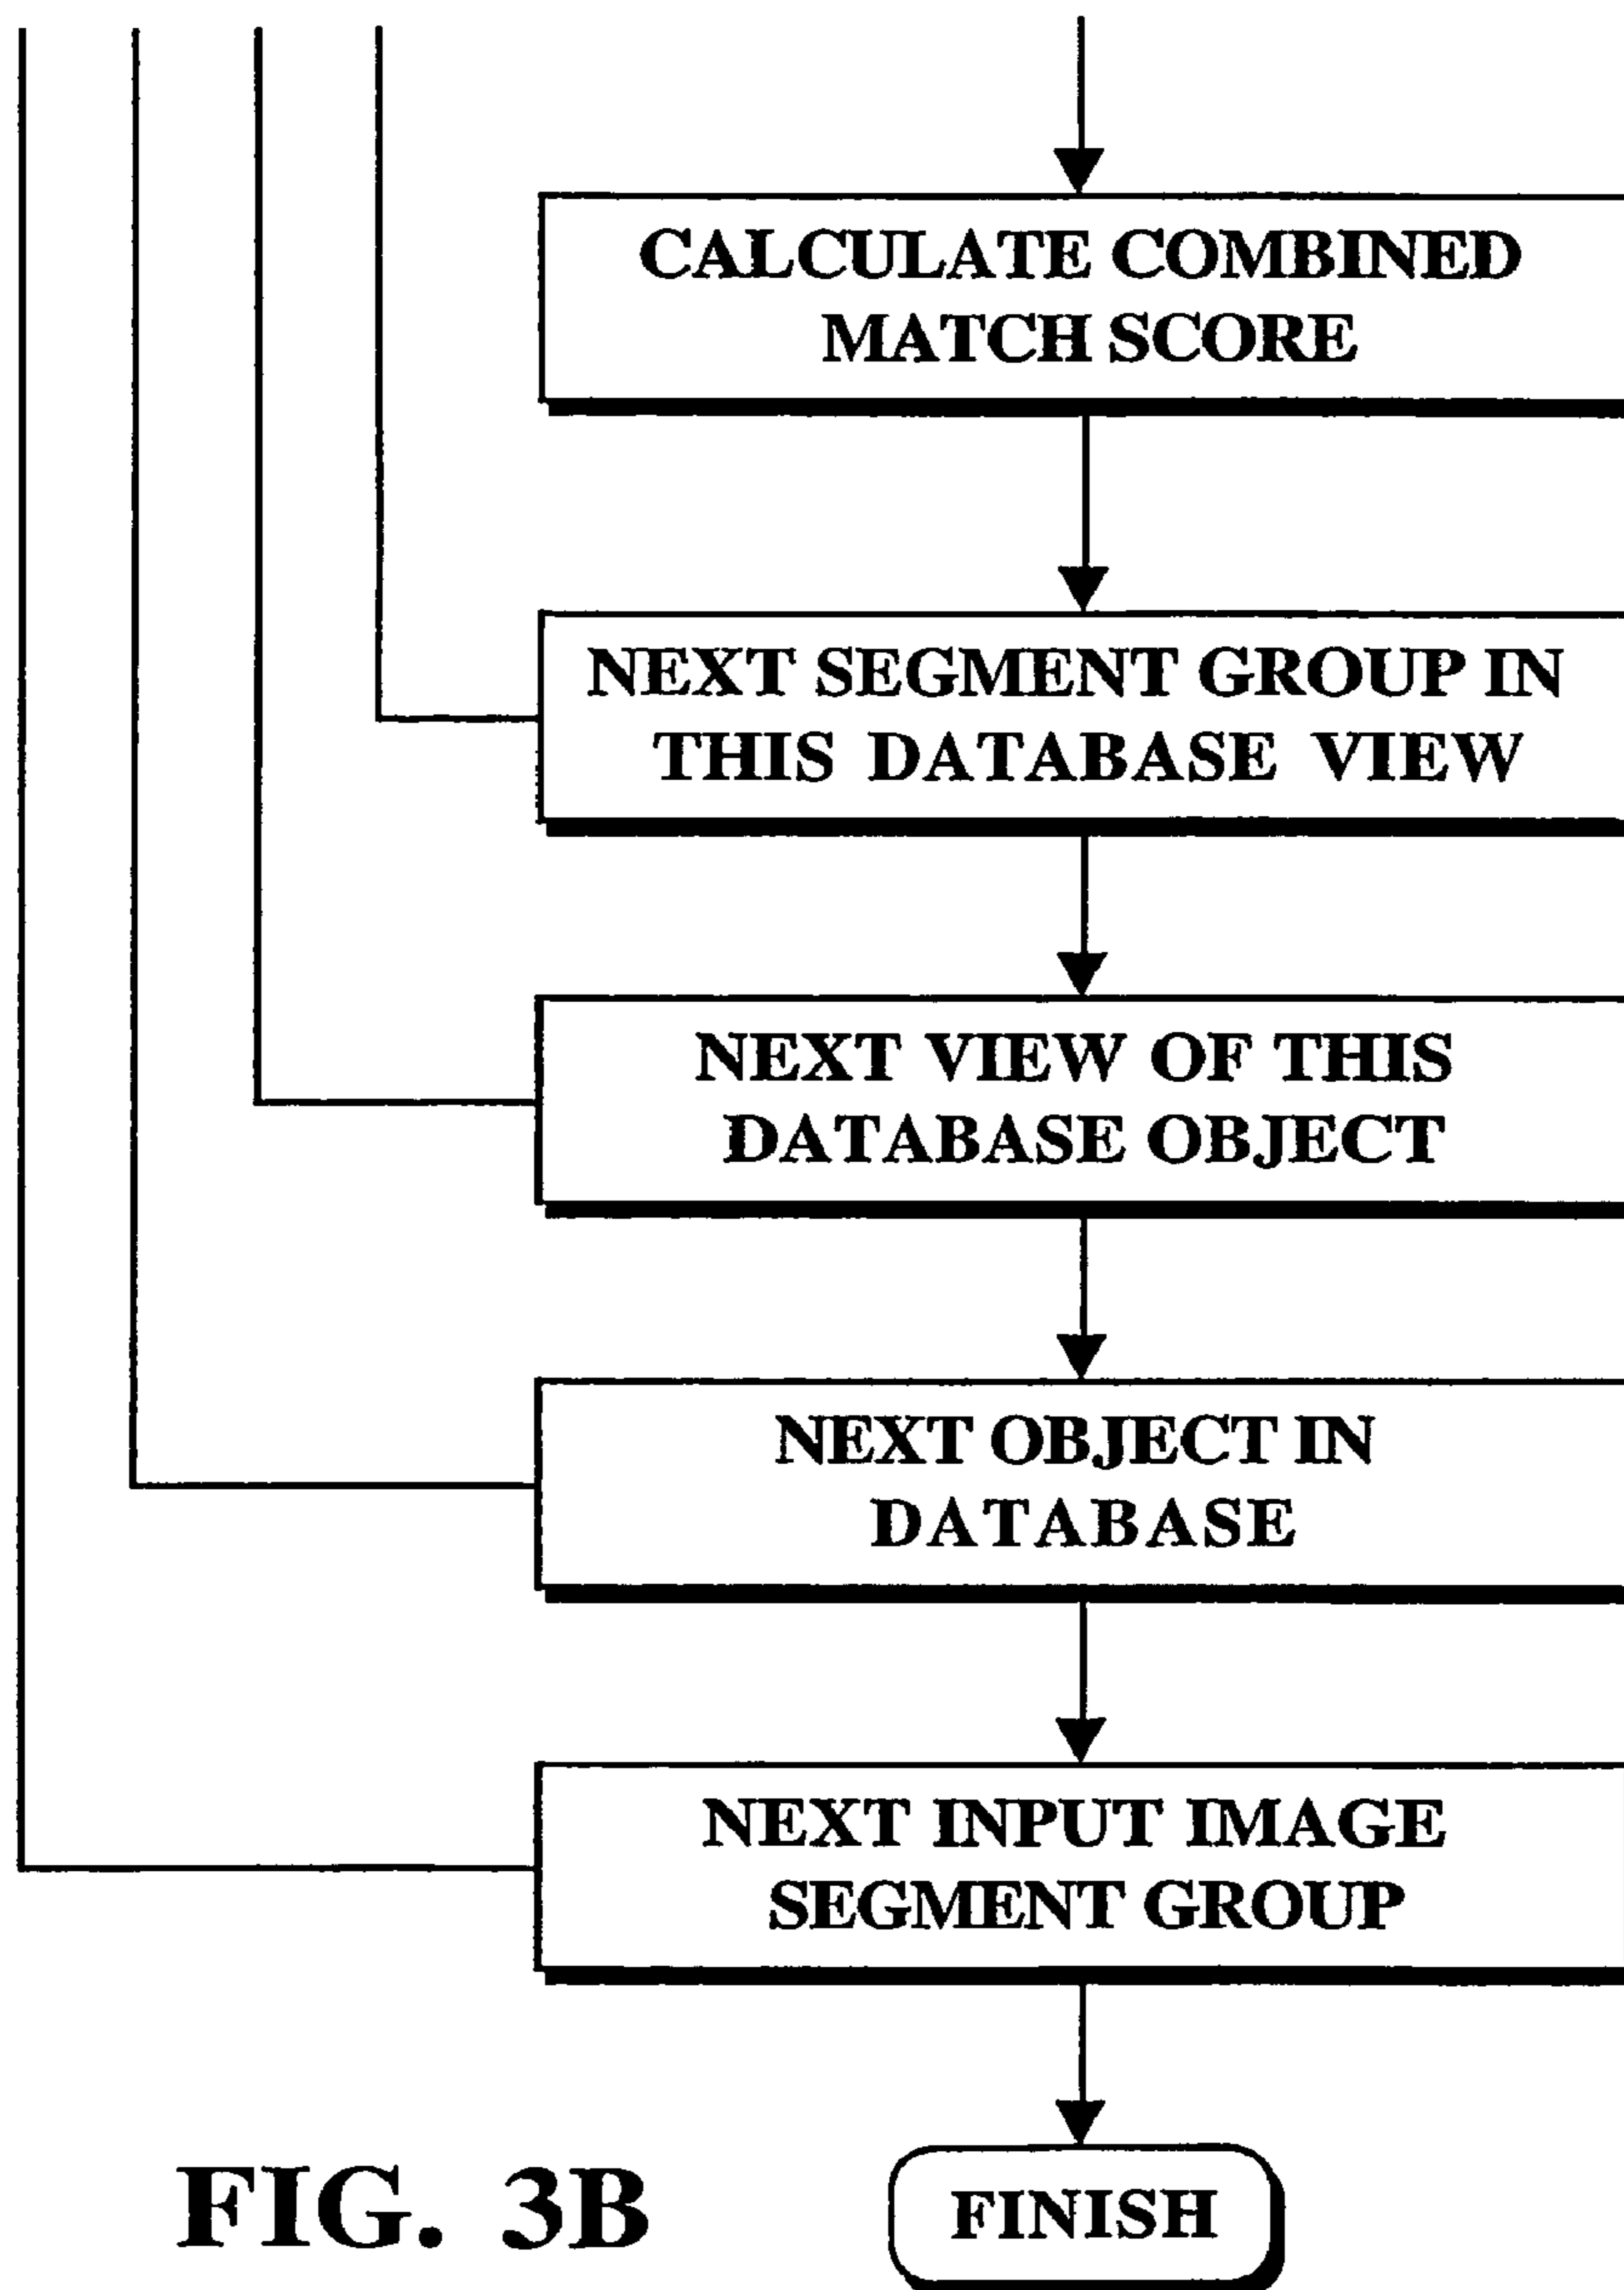 CALCULATE COMBINED
MATCH SCORE
NEXT SEGMENT GROUP IN
THIS DATABASE VIEW
NEXT VIEW OF THIS
DATABASE OBJECT
NEXT OBJECT IN
DATABASE
NEXT INPUT IMAGE
SEGMENT GROUP
FINISH
FIG. 3B